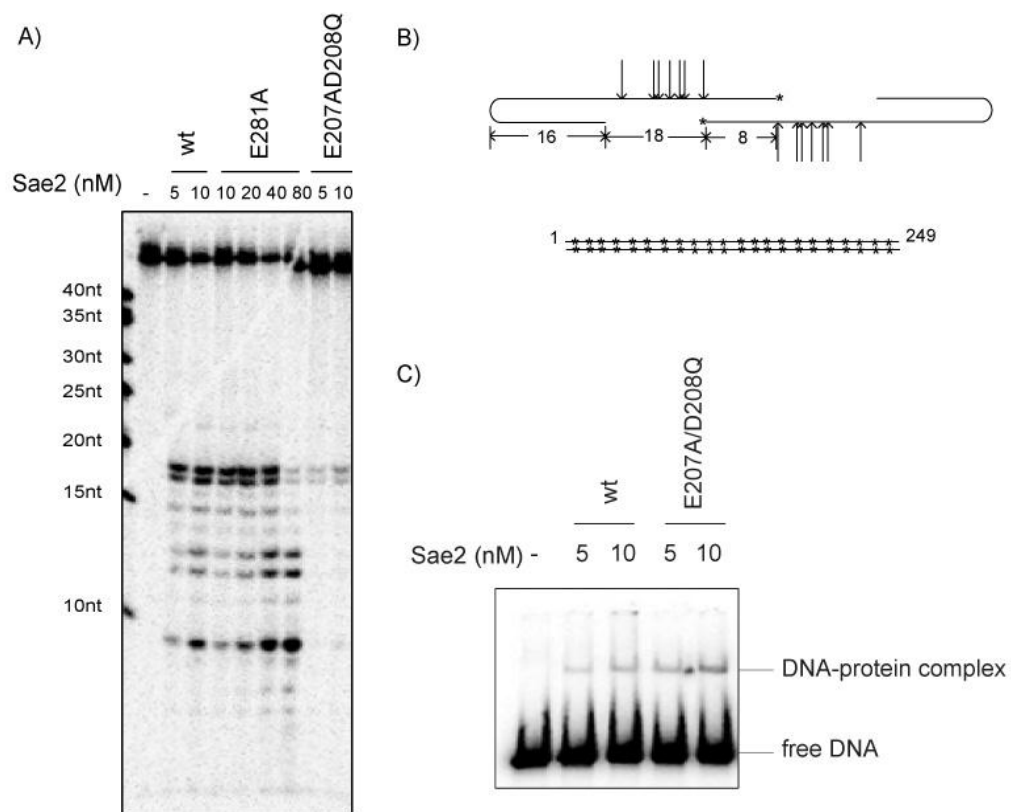 A)
wt
E281A
E207AD208Q
Sae2 (nM)
- 5 10 10 20 40 80 5 10
40nt
35nt
30nt
25nt
20nt
15nt
10nt
B)
* *
16 18 8
1 249
C)
wt
E207A/D208Q
Sae2 (nM) - 5 10 5 10
DNA-protein complex
free DNA